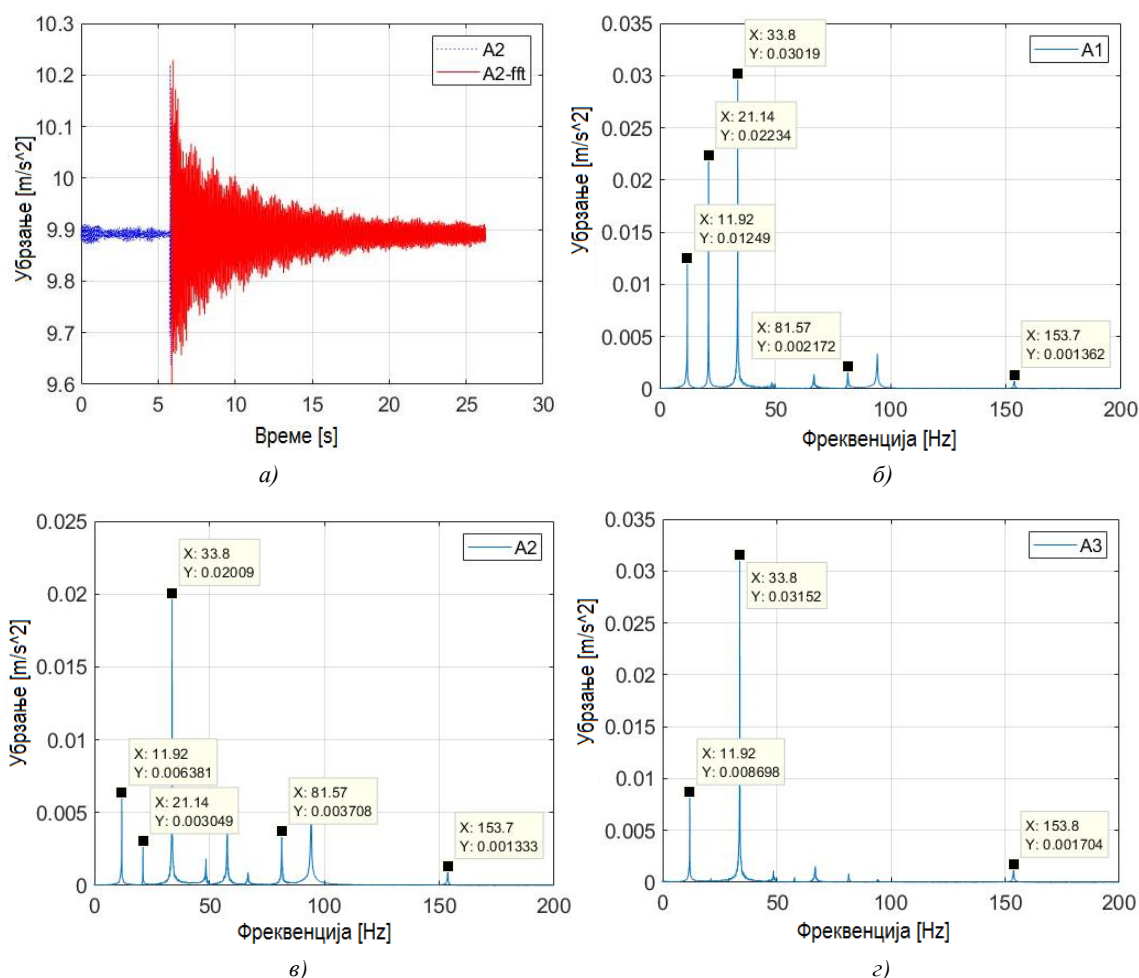 10.3
10.2
10.1
10
9.9
9.8
9.7
9.6
Убрзање [m/s^2]
A2
A2-fft
0 5 10 15 20 25 30
Време [s]
а)
0.035
0.03
0.025
0.02
0.015
0.01
0.005
0
Убрзање [m/s^2]
A1
X: 33.8
Y: 0.03019
X: 21.14
Y: 0.02234
X: 11.92
Y: 0.01249
X: 81.57
Y: 0.002172
X: 153.7
Y: 0.001362
0 50 100 150 200
Фреквенција [Hz]
б)
0.025
0.02
0.015
0.01
0.005
0
Убрзање [m/s^2]
A2
X: 33.8
Y: 0.02009
X: 11.92
Y: 0.006381
X: 21.14
Y: 0.003049
X: 81.57
Y: 0.003708
X: 153.7
Y: 0.001333
0 50 100 150 200
Фреквенција [Hz]
в)
0.035
0.03
0.025
0.02
0.015
0.01
0.005
0
Убрзање [m/s^2]
A3
X: 33.8
Y: 0.03152
X: 11.92
Y: 0.008698
X: 153.8
Y: 0.001704
0 50 100 150 200
Фреквенција [Hz]
г)